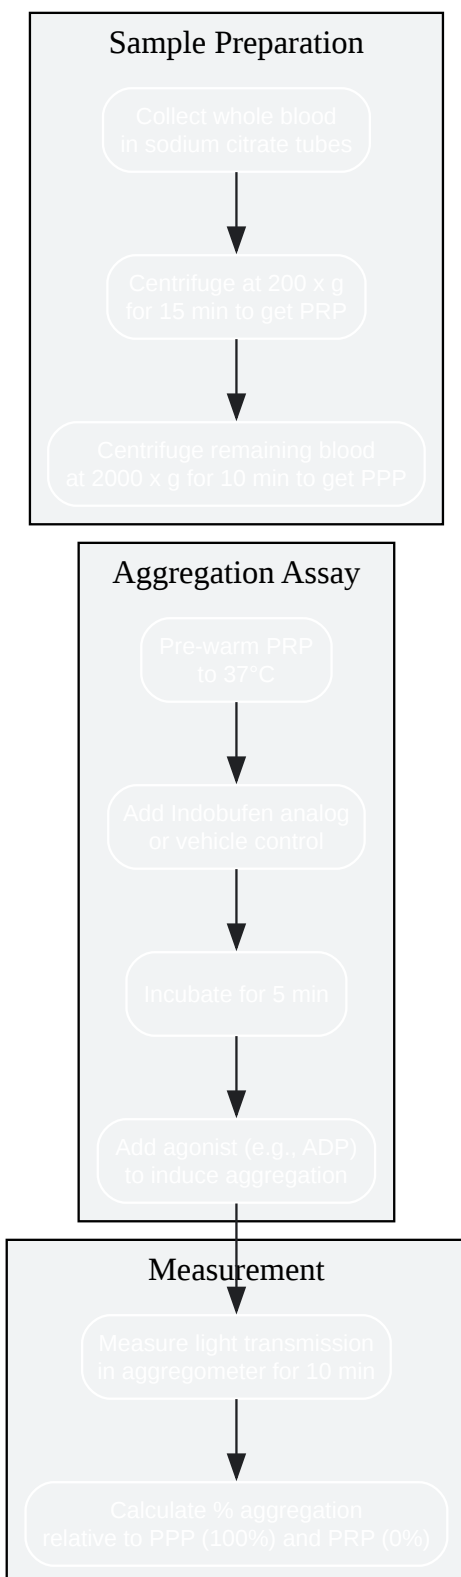 Sample Preparation
Collect whole blood
in sodium citrate tubes
Centrifuge at 200 x g
for 15 min to get PRP
Centrifuge remaining blood
at 2000 x g for 10 min to get PPP
Aggregation Assay
Pre-warm PRP
to 37°C
Add Indobufen analog
or vehicle control
Incubate for 5 min
Add agonist (e.g., ADP)
to induce aggregation
Measurement
Measure light transmission
in aggregometer for 10 min
Calculate % aggregation
relative to PPP (100%) and PRP (0%)